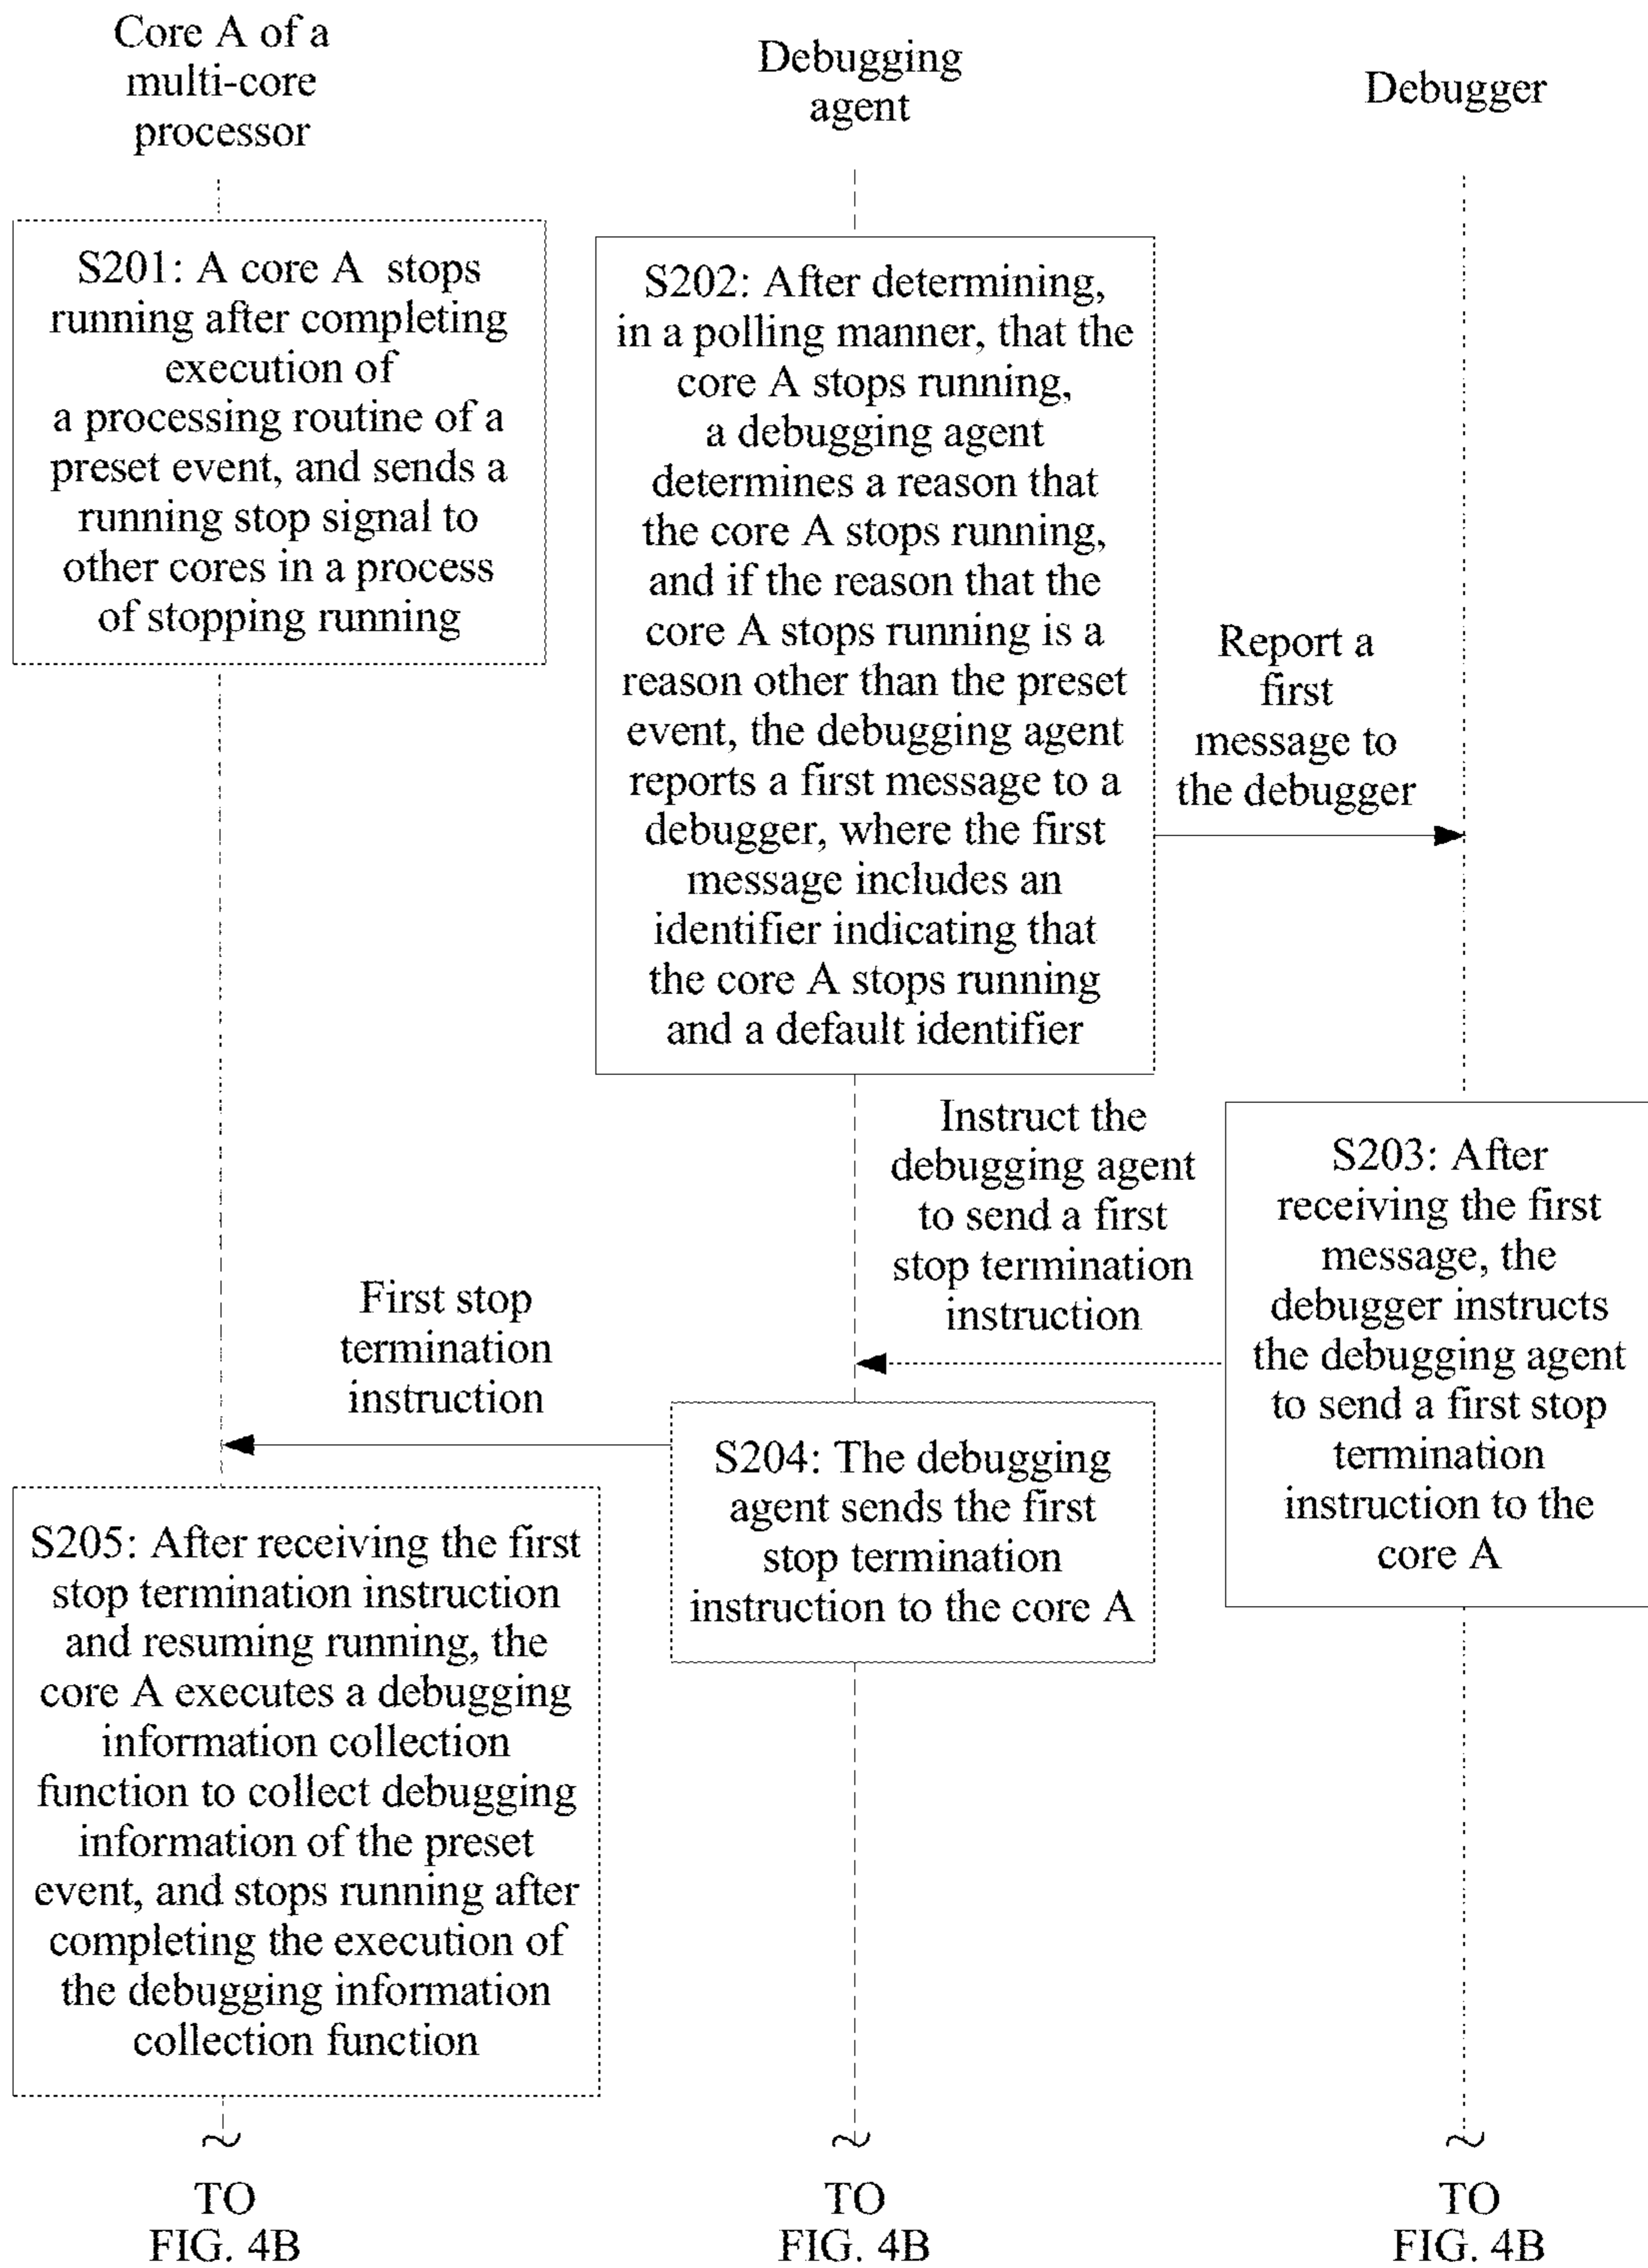 Core A of a
multi-core
processor
Debugging
agent
Debugger
S201: A core A stops
running after completing
execution of
a processing routine of a
preset event, and sends a
running stop signal to
other cores in a process
of stopping running
S202: After determining,
in a polling manner, that the
core A stops running,
a debugging agent
determines a reason that
the core A stops running,
and if the reason that the
core A stops running is a
reason other than the preset
event, the debugging agent
reports a first message to a
debugger, where the first
message includes an
identifier indicating that
the core A stops running
and a default identifier
Report a
first
message to
the debugger
Instruct the
debugging agent
to send a first
stop termination
instruction
S203: After
receiving the first
message, the
debugger instructs
the debugging agent
to send a first stop
termination
instruction to the
core A
First stop
termination
instruction
S204: The debugging
agent sends the first
stop termination
instruction to the core A
S205: After receiving the first
stop termination instruction
and resuming running, the
core A executes a debugging
information collection
function to collect debugging
information of the preset
event, and stops running after
completing the execution of
the debugging information
collection function
TO
FIG. 4B
TO
FIG. 4B
TO
FIG. 4B